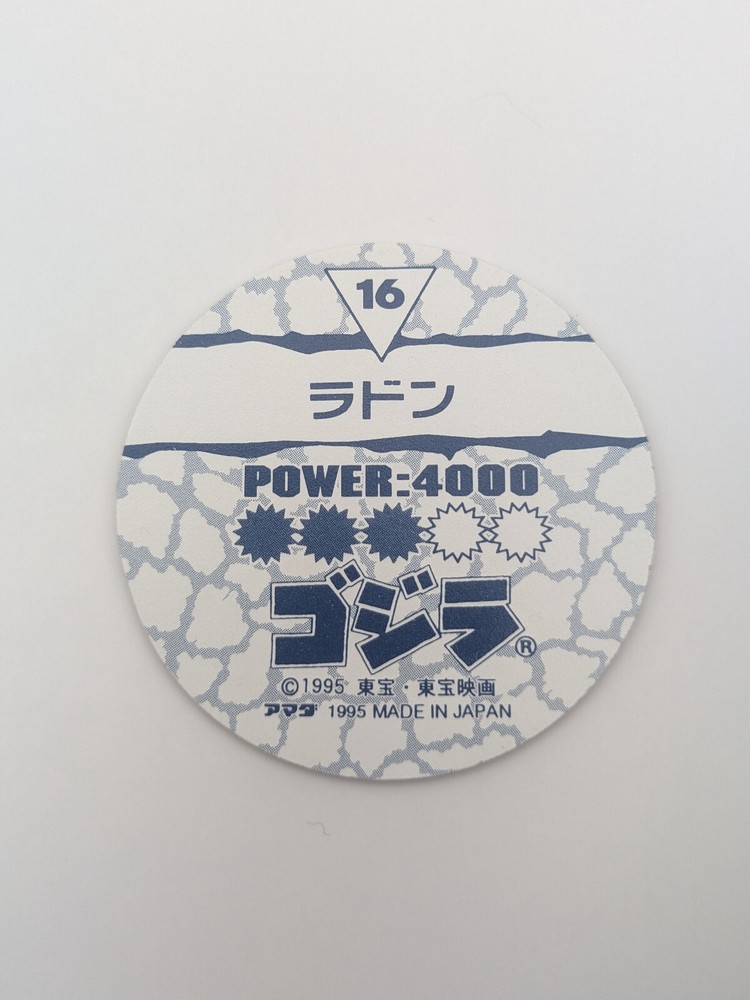 16
ラドン
POWER:4000
ゴジラ®
©1995 東宝・東宝映画
アマダ 1995 MADE IN JAPAN